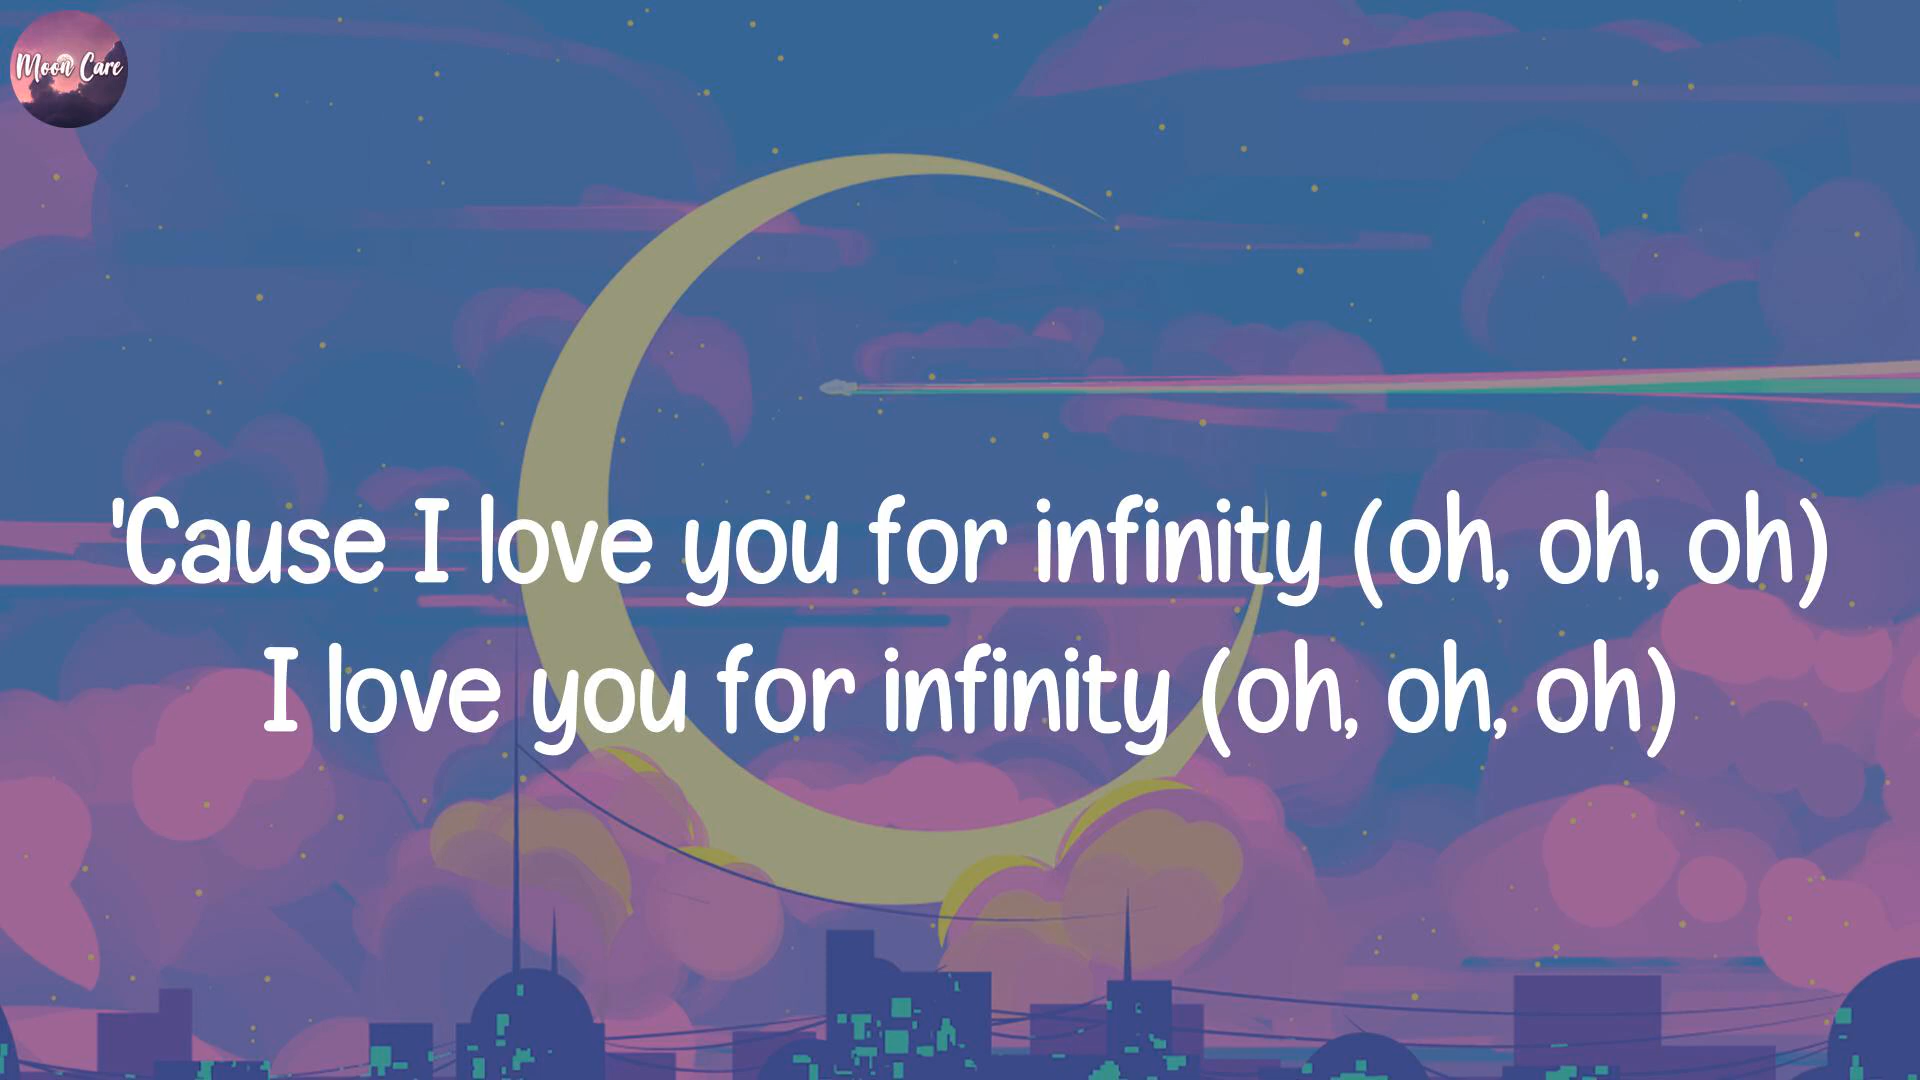 Moon Care
'Cause I love you for infinity (oh, oh, oh)
I love you for infinity (oh, oh, oh)